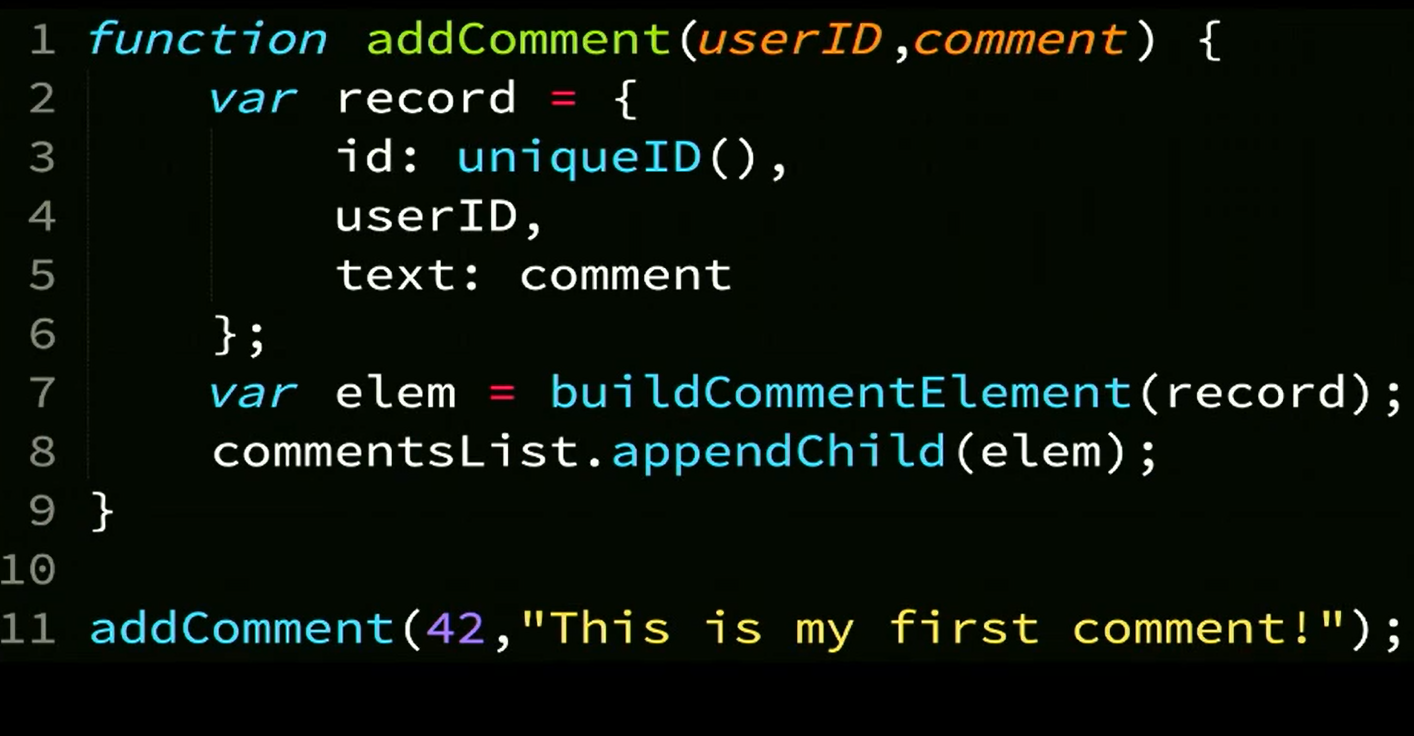 1 function addComment(userID,comment) {
2     var record = {
3         id: uniqueID(),
4         userID,
5         text: comment
6     };
7     var elem = buildCommentElement(record);
8     commentsList.appendChild(elem);
9 }
10
11 addComment(42,"This is my first comment!");